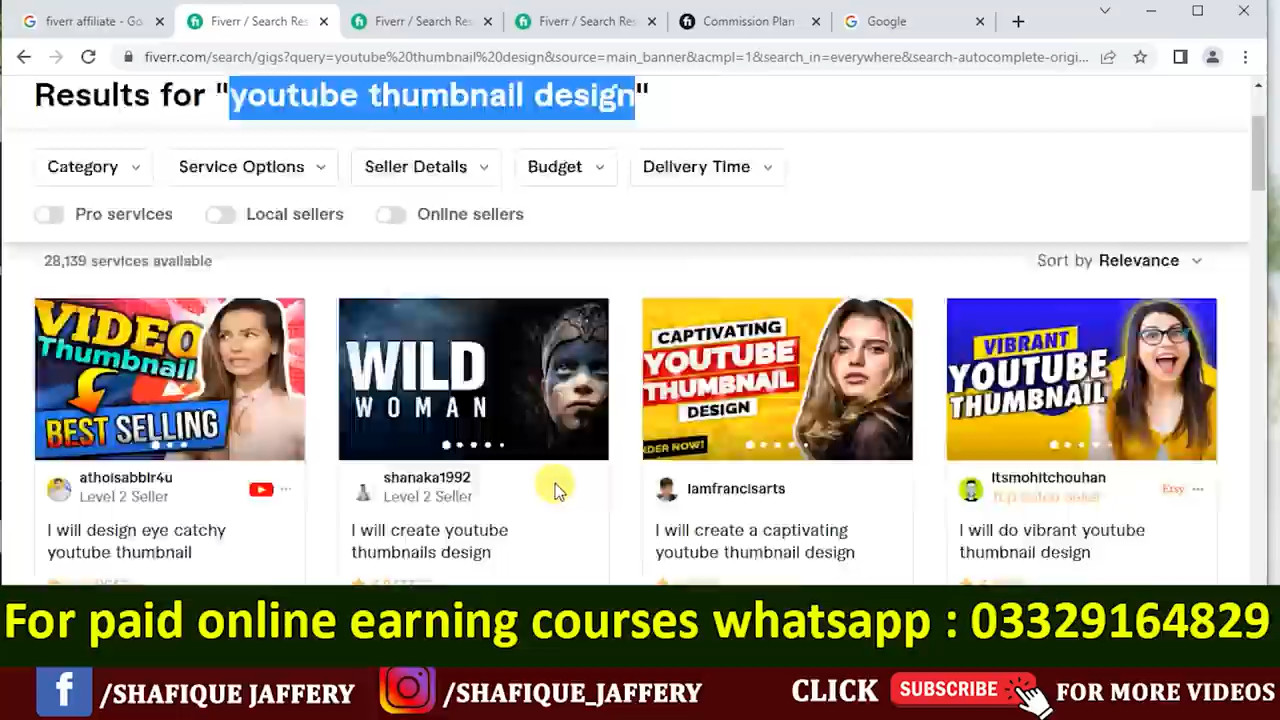 fiverr affiliate - Go
Fiverr / Search Res
Fiverr / Search Res
Fiverr / Search Res
Commission Plan
Google
fiverr.com/search/gigs?query=youtube%20thumbnail%20design&source=main_banner&acmpl=1&search_in=everywhere&search-autocomplete-origi...
Results for "youtube thumbnail design"
Category
Service Options
Seller Details
Budget
Delivery Time
Pro services
Local sellers
Online sellers
28,139 services available
Sort by Relevance
VIDEO
Thumbnail
BEST SELLING
WILD
WOMAN
CAPTIVATING
YOUTUBE
THUMBNAIL
DESIGN
RDER NOW!
VIBRANT
YOUTUBE
THUMBNAIL
athoisabbir4u
Level 2 Seller
shanaka1992
Level 2 Seller
iamfrancisarts
itsmohitchouhan
Etsy
I will design eye catchy
youtube thumbnail
I will create youtube
thumbnails design
I will create a captivating
youtube thumbnail design
I will do vibrant youtube
thumbnail design
For paid online earning courses whatsapp : 03329164829
/SHAFIQUE JAFFERY
/SHAFIQUE_JAFFERY
CLICK SUBSCRIBE FOR MORE VIDEOS